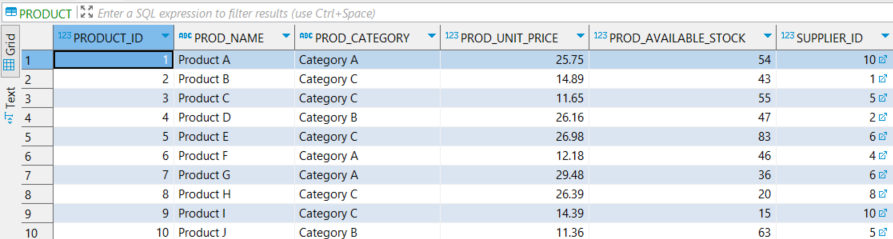 PRODUCT Enter a SQL expression to filter results (use Ctrl+Space)
Grid
Text
123 PRODUCT_ID ABC PROD_NAME ABC PROD_CATEGORY 123 PROD_UNIT_PRICE 123 PROD_AVAILABLE_STOCK 123 SUPPLIER_ID
1 1 Product A Category A 25.75 54 10
2 2 Product B Category C 14.89 43 1
3 3 Product C Category C 11.65 55 5
4 4 Product D Category B 26.16 47 2
5 5 Product E Category C 26.98 83 6
6 6 Product F Category A 12.18 46 4
7 7 Product G Category A 29.48 36 6
8 8 Product H Category C 26.39 20 8
9 9 Product I Category C 14.39 15 10
10 10 Product J Category B 11.36 63 5